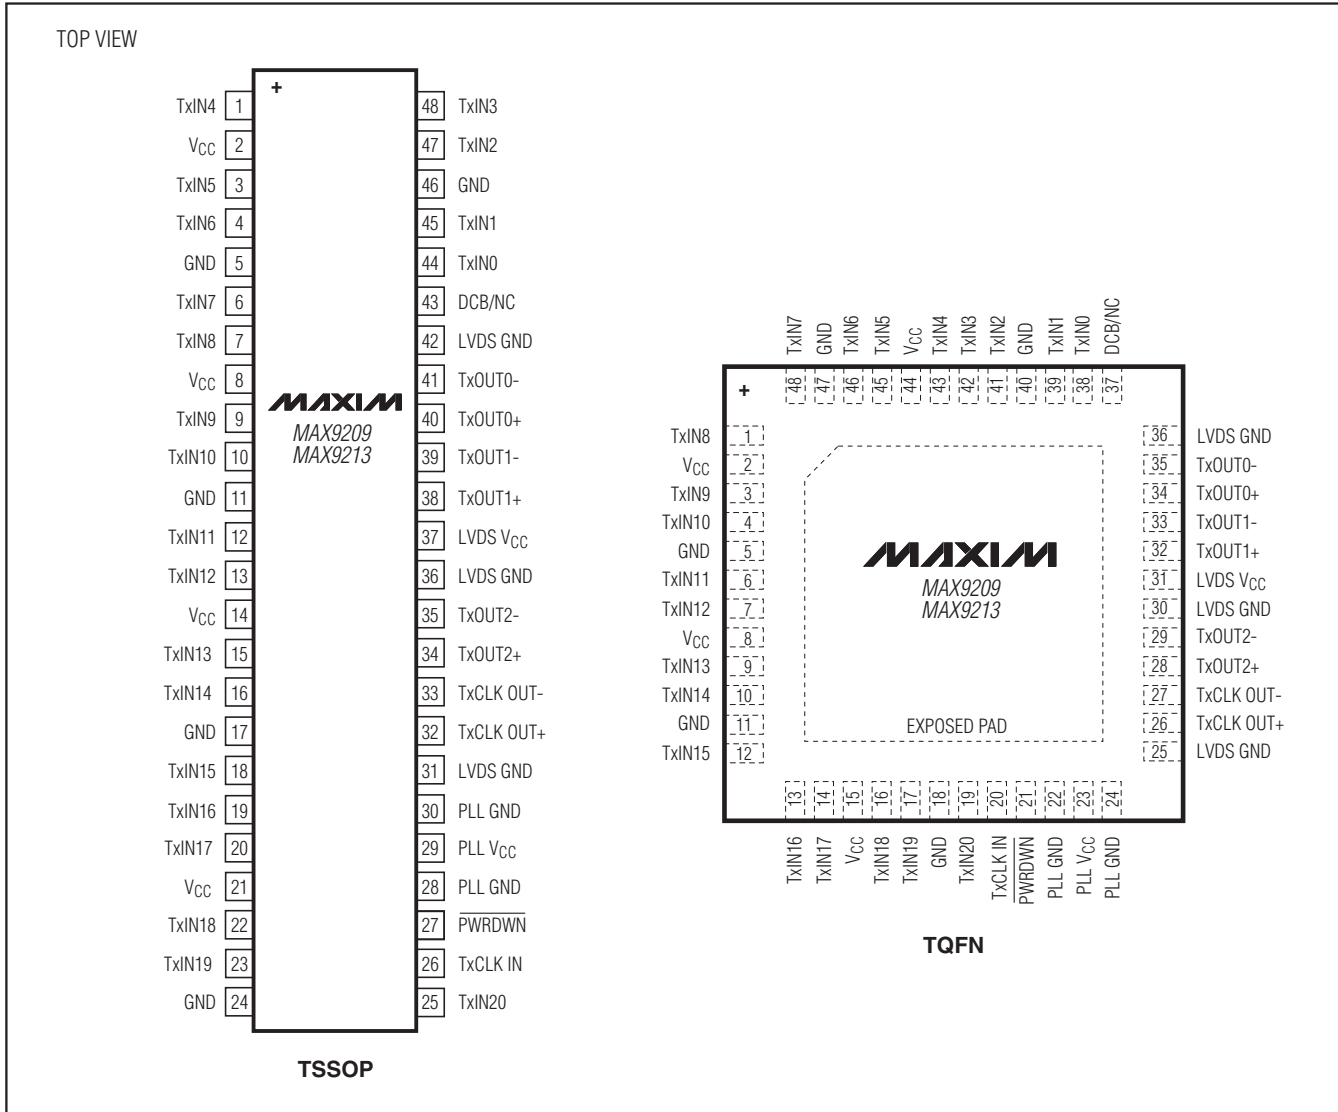 TOP VIEW
+
TxIN4 1 48 TxIN3
VCC 2 47 TxIN2
TxIN5 3 46 GND
TxIN6 4 45 TxIN1
GND 5 44 TxIN0
TxIN7 6 43 DCB/NC
TxIN8 7 42 LVDS GND
VCC 8 41 TxOUT0-
MAXIM
TxIN9 9 40 TxOUT0+
MAX9209
MAX9213
TxIN10 10 39 TxOUT1-
GND 11 38 TxOUT1+
TxIN11 12 37 LVDS VCC
TxIN12 13 36 LVDS GND
VCC 14 35 TxOUT2-
TxIN13 15 34 TxOUT2+
TxIN14 16 33 TxCLK OUT-
GND 17 32 TxCLK OUT+
TxIN15 18 31 LVDS GND
TxIN16 19 30 PLL GND
TxIN17 20 29 PLL VCC
VCC 21 28 PLL GND
TxIN18 22 27 PWRDWN
TxIN19 23 26 TxCLK IN
GND 24 25 TxIN20
TSSOP
TxIN7 GND TxIN6 TxIN5 VCC TxIN4 TxIN3 TxIN2 GND TxIN1 TxIN0 DCB/NC
48 47 46 45 44 43 42 41 40 39 38 37
+
TxIN8 1 36 LVDS GND
VCC 2 35 TxOUT0-
TxIN9 3 34 TxOUT0+
TxIN10 4 33 TxOUT1-
GND 5 32 TxOUT1+
MAXIM
TxIN11 6 31 LVDS VCC
MAX9209
MAX9213
TxIN12 7 30 LVDS GND
VCC 8 29 TxOUT2-
TxIN13 9 28 TxOUT2+
TxIN14 10 27 TxCLK OUT-
GND 11 26 TxCLK OUT+
EXPOSED PAD
TxIN15 12 25 LVDS GND
13 14 15 16 17 18 19 20 21 22 23 24
TxIN16 TxIN17 VCC TxIN18 TxIN19 GND TxIN20 TxCLK IN PWRDWN PLL GND PLL VCC PLL GND
TQFN